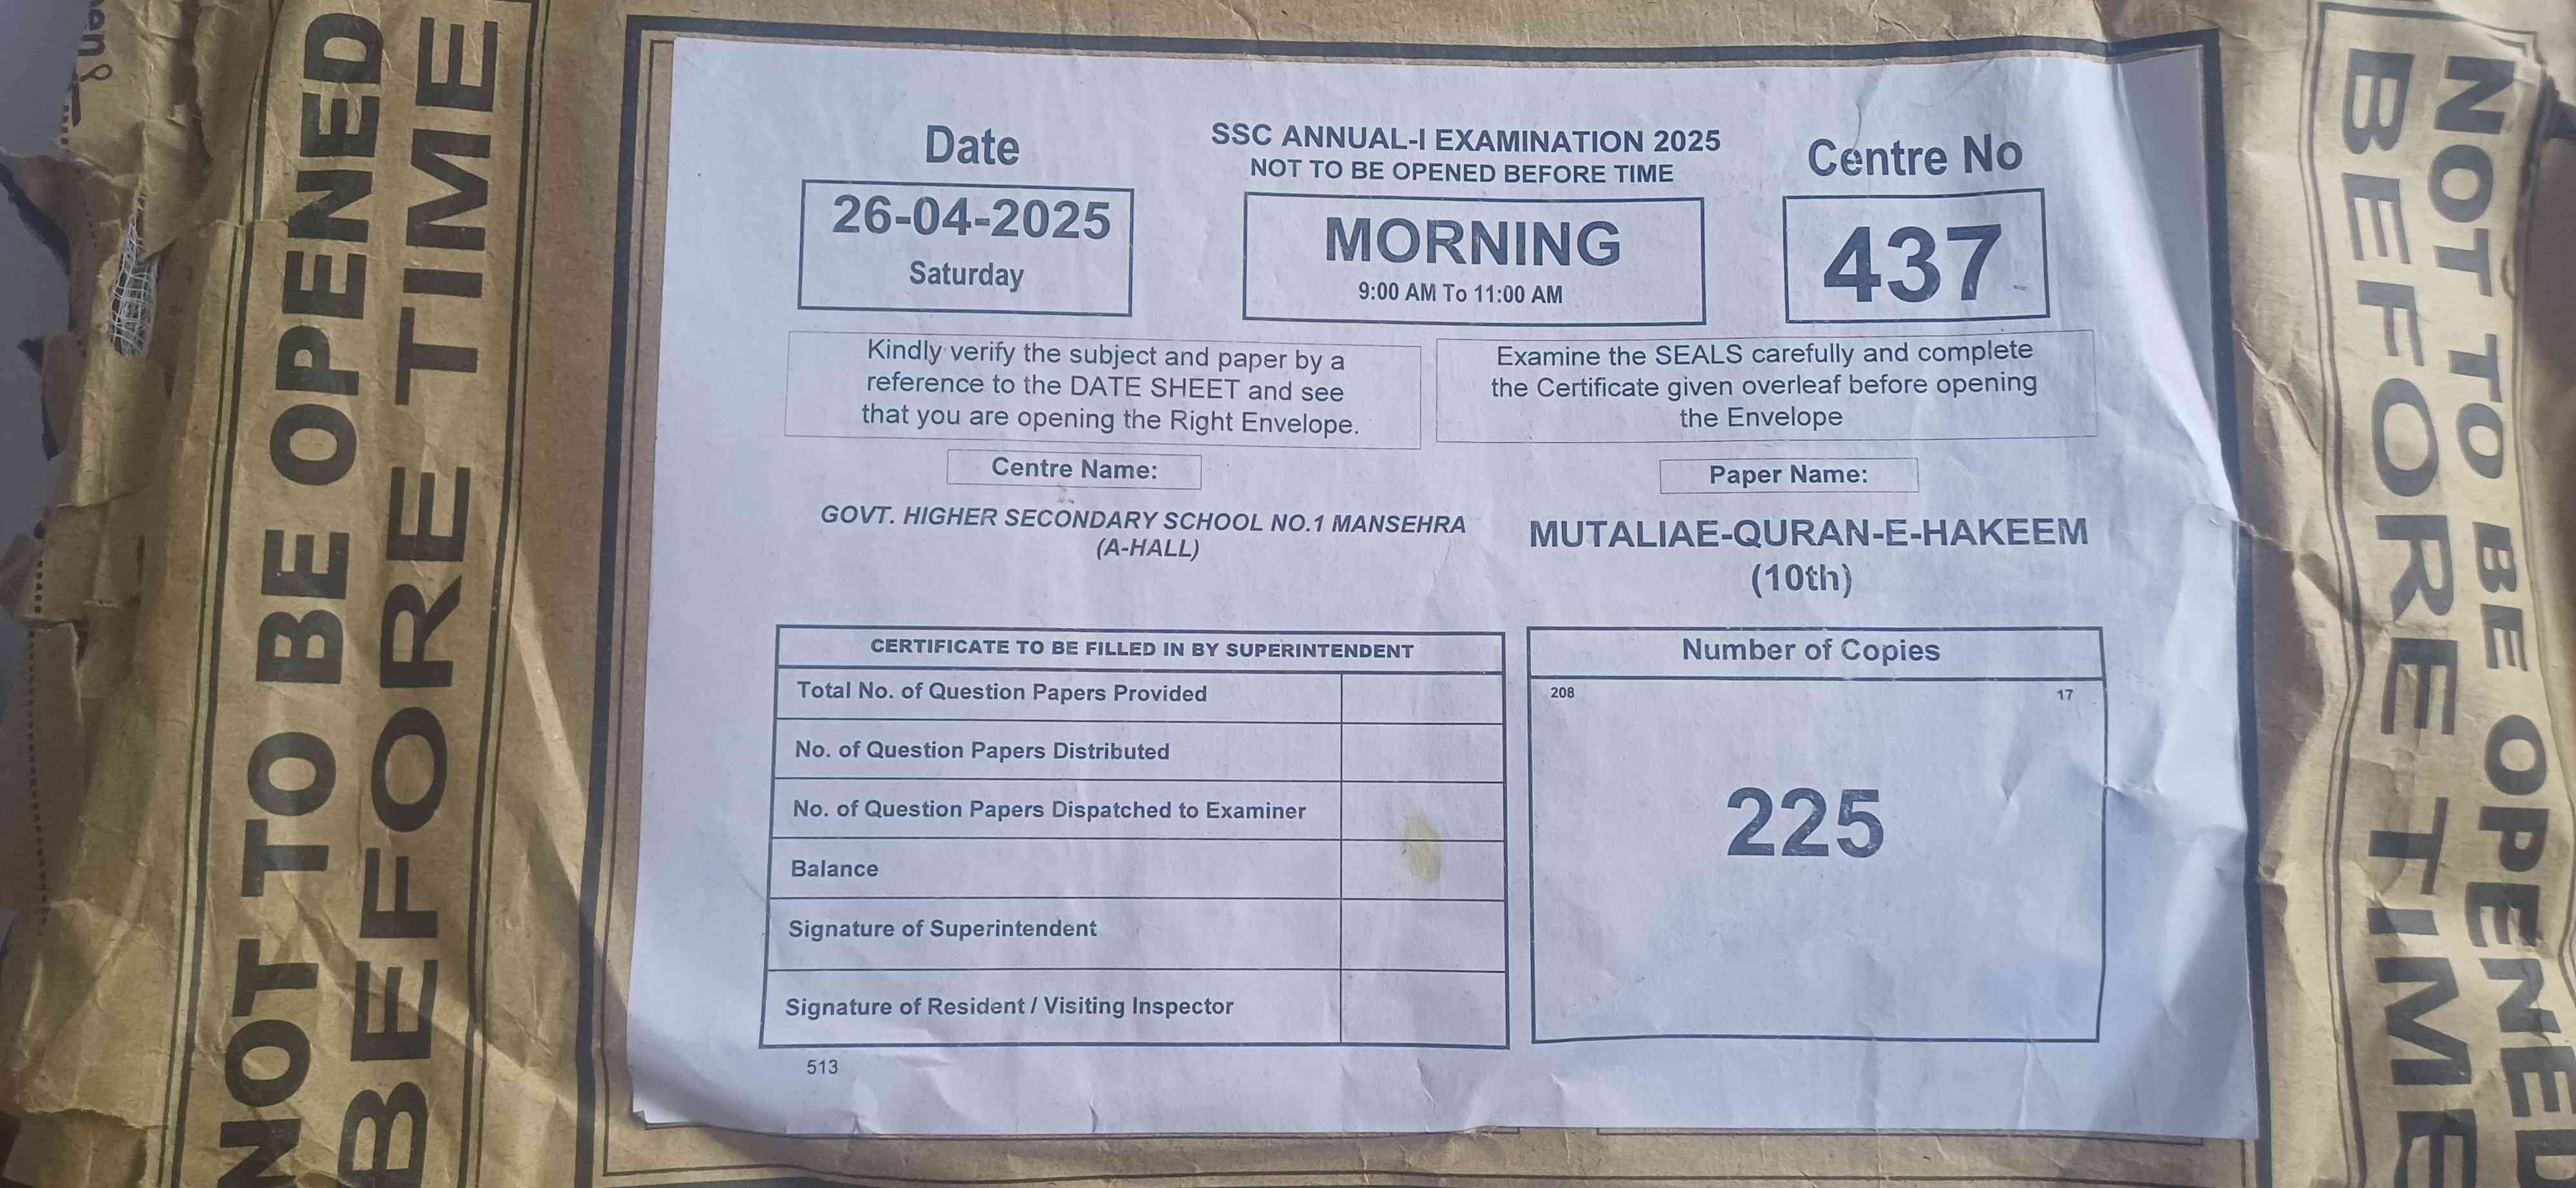 NOT TO BE OPENED
BEFORE TIME
Date
26-04-2025
Saturday
SSC ANNUAL-I EXAMINATION 2025
NOT TO BE OPENED BEFORE TIME
MORNING
9:00 AM To 11:00 AM
Centre No
437
Kindly verify the subject and paper by a
reference to the DATE SHEET and see
that you are opening the Right Envelope.
Examine the SEALS carefully and complete
the Certificate given overleaf before opening
the Envelope
Centre Name:
GOVT. HIGHER SECONDARY SCHOOL NO.1 MANSEHRA
(A-HALL)
Paper Name:
MUTALIAE-QURAN-E-HAKEEM
(10th)
CERTIFICATE TO BE FILLED IN BY SUPERINTENDENT
Total No. of Question Papers Provided
No. of Question Papers Distributed
No. of Question Papers Dispatched to Examiner
Balance
Signature of Superintendent
Signature of Resident / Visiting Inspector
513
Number of Copies
208 17
225
NOT TO BE OPENED
BEFORE TIME